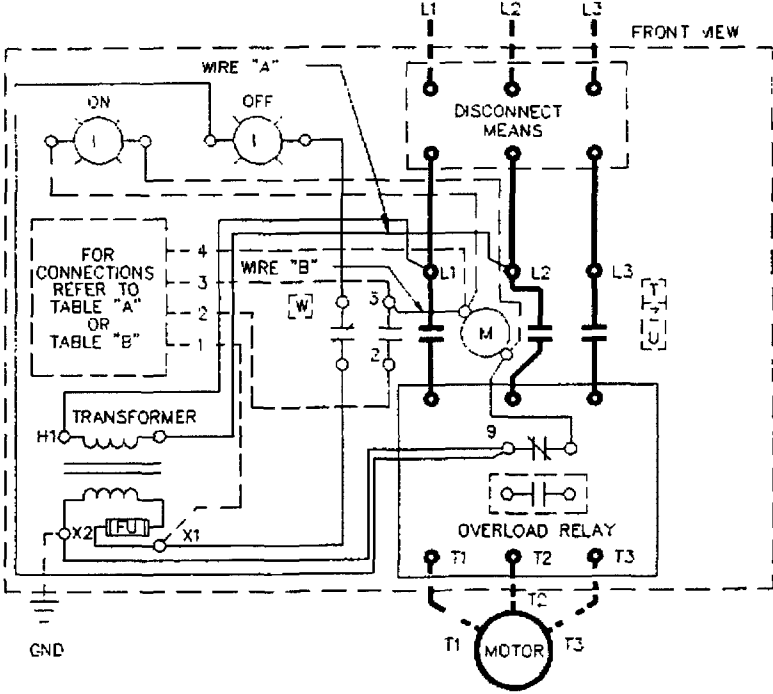 L1 L2 L3
FRONT VIEW
WIRE "A"
ON OFF
DISCONNECT
MEANS
FOR
CONNECTIONS
REFER TO
TABLE "A"
OR
TABLE "B"
4
3
2
1
WIRE "B"
L1 L2 L3
W
3
2
M
T
U
TRANSFORMER
H1
9
FU
X2 X1
OVERLOAD RELAY
T1 T2 T3
T2
T1 MOTOR T3
GND